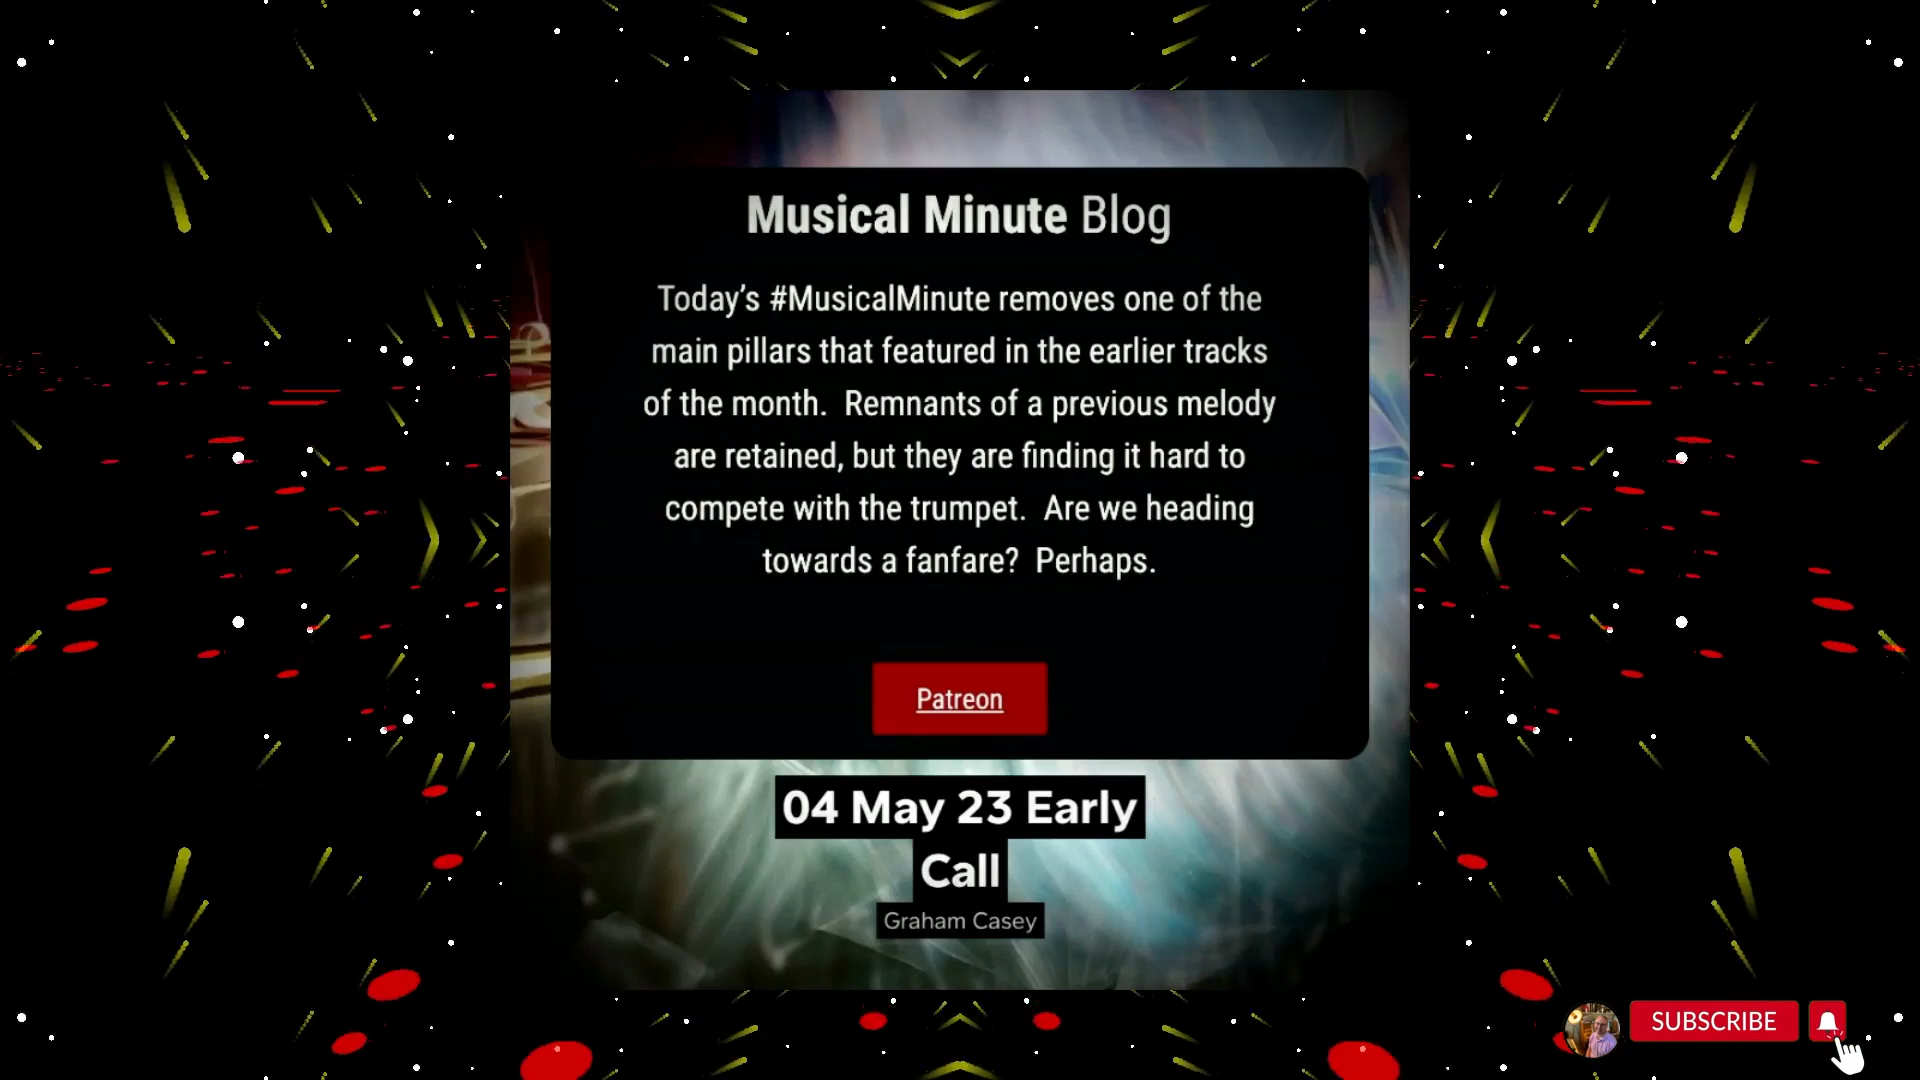 Musical Minute Blog
Today’s #MusicalMinute removes one of the
main pillars that featured in the earlier tracks
of the month.  Remnants of a previous melody
are retained, but they are finding it hard to
compete with the trumpet.  Are we heading
towards a fanfare?  Perhaps.
Patreon
04 May 23 Early
Call
Graham Casey
SUBSCRIBE